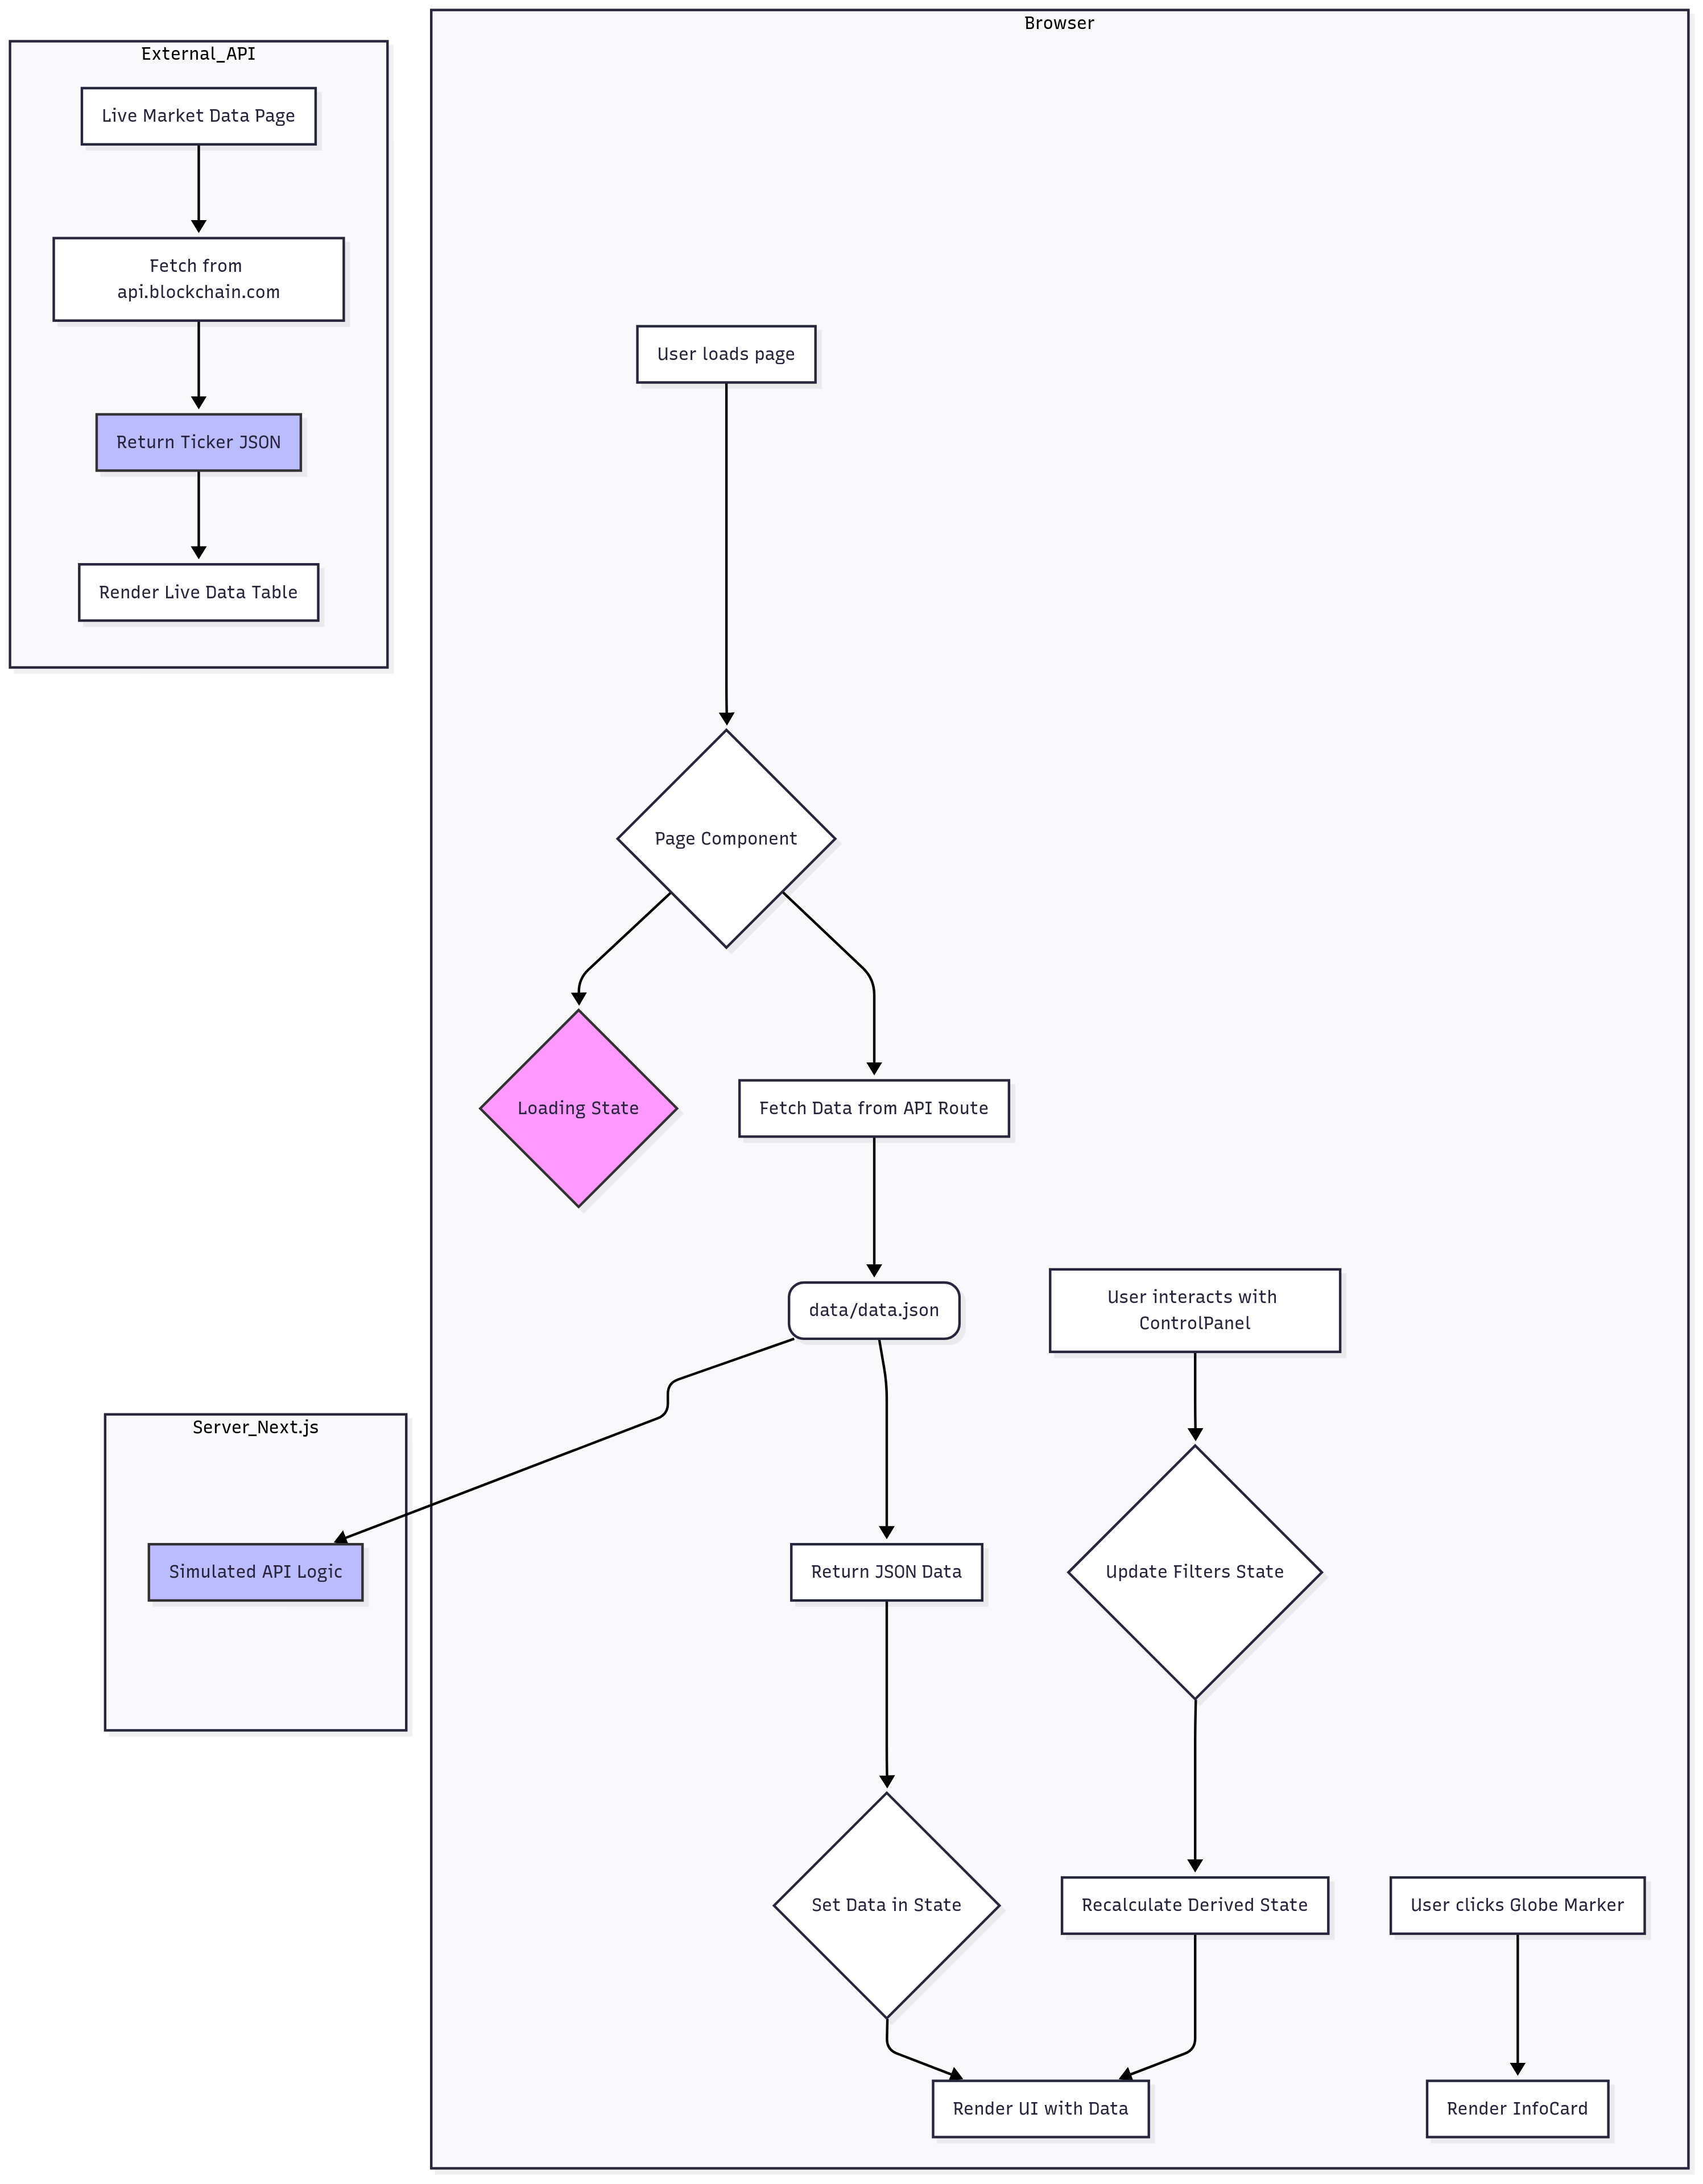 External_API
Live Market Data Page
Fetch from
api.blockchain.com
Return Ticker JSON
Render Live Data Table
Browser
User loads page
Page Component
Loading State
Fetch Data from API Route
data/data.json
User interacts with
ControlPanel
Server_Next.js
Simulated API Logic
Return JSON Data
Update Filters State
Set Data in State
Recalculate Derived State
User clicks Globe Marker
Render UI with Data
Render InfoCard